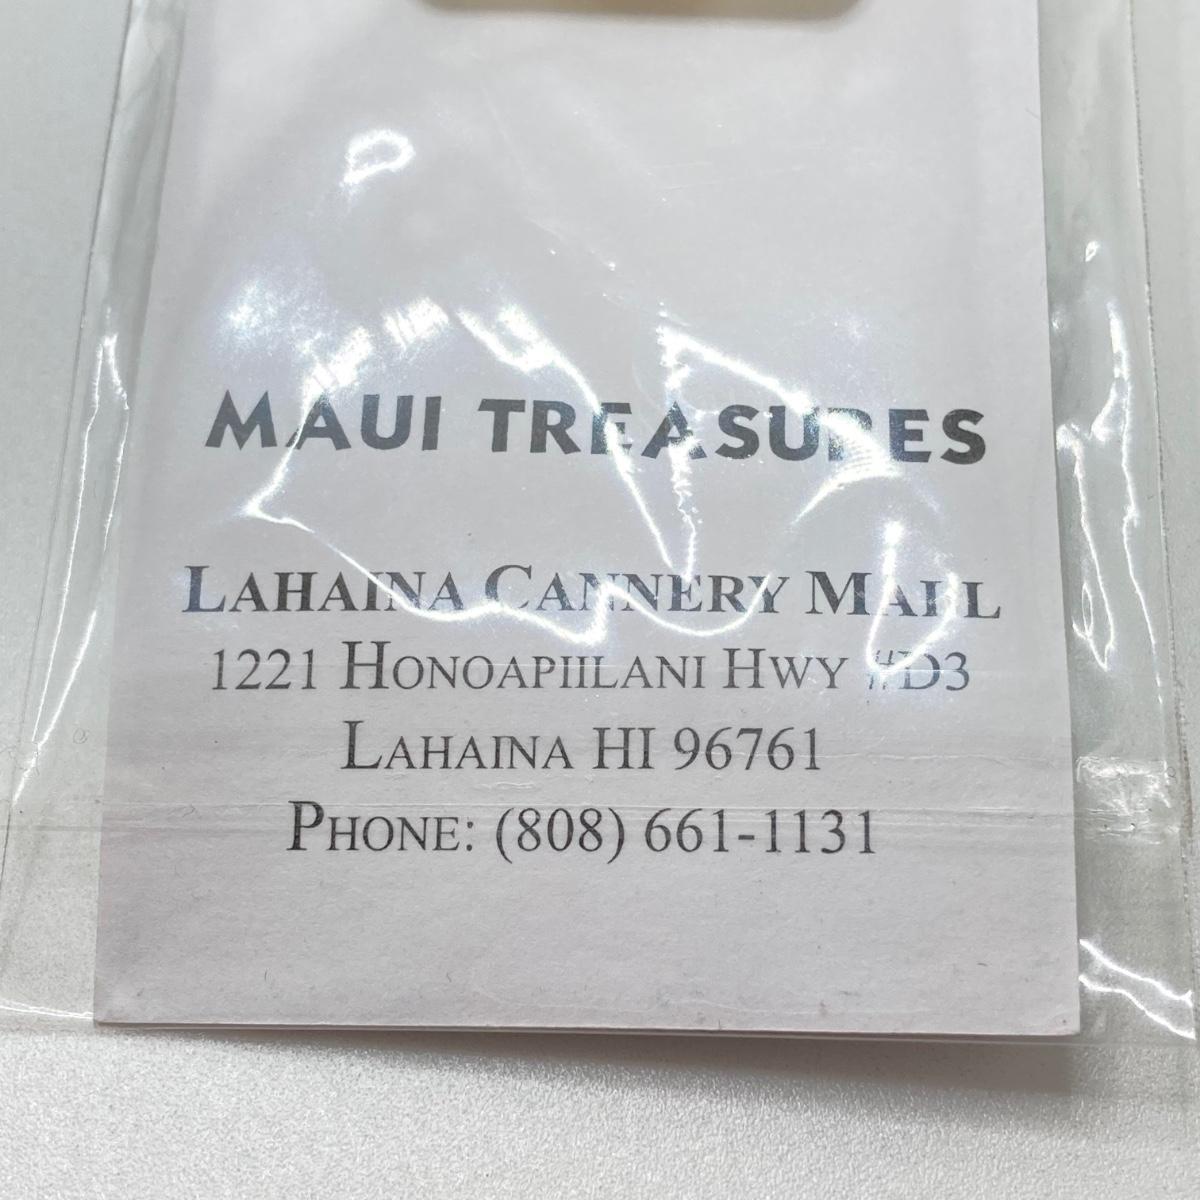 MAUI TREASURES
LAHAINA CANNERY MALL
1221 HONOAPIILANI HWY #D3
LAHAINA HI 96761
PHONE: (808) 661-1131